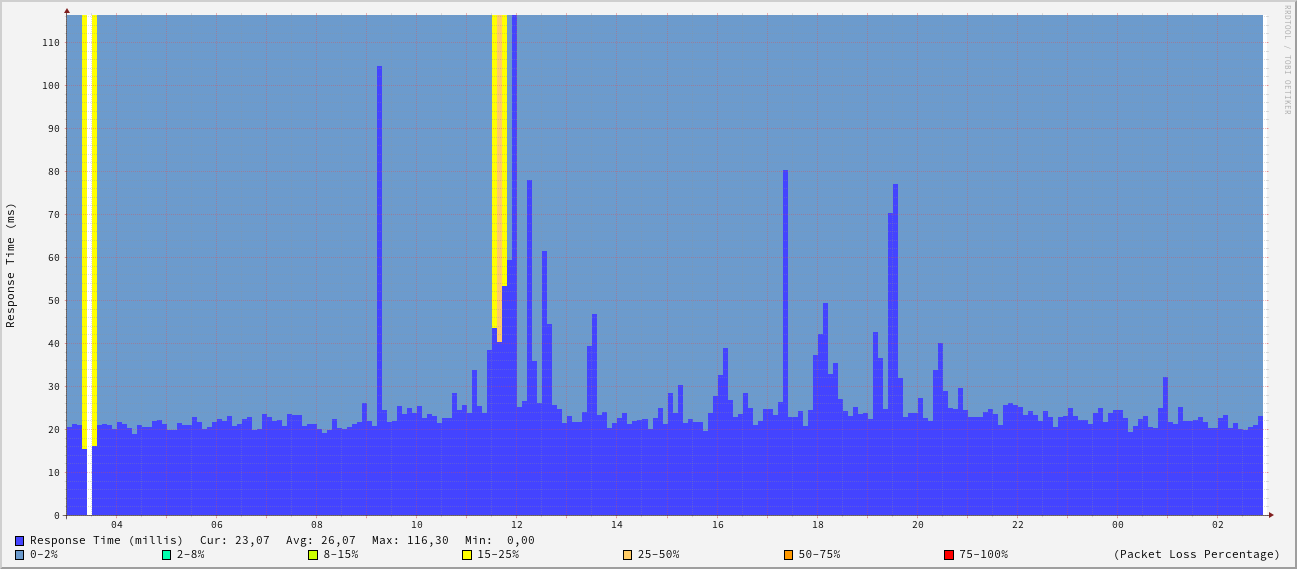 RRDTOOL / TOBI OETIKER
Response Time (ms)
110
100
90
80
70
60
50
40
30
20
10
0
04 06 08 10 12 14 16 18 20 22 00 02
Response Time (millis) Cur: 23,07 Avg: 26,07 Max: 116,30 Min: 0,00
0-2% 2-8% 8-15% 15-25% 25-50% 50-75% 75-100% (Packet Loss Percentage)